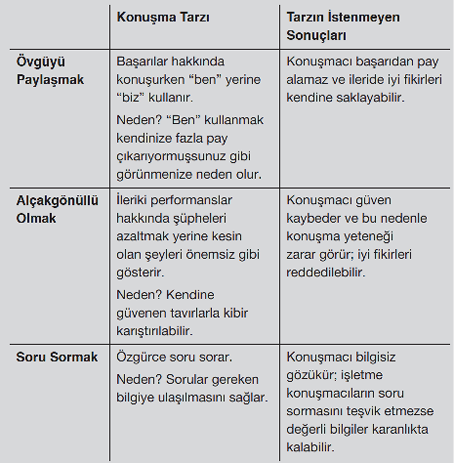 Konuşma Tarzı
Tarzın İstenmeyen
Sonuçları
Övgüyü
Paylaşmak
Başarılar hakkında
konuşurken “ben” yerine
“biz” kullanır.
Neden? “Ben” kullanmak
kendinize fazla pay
çıkarıyormuşsunuz gibi
görünmenize neden olur.
Konuşmacı başarıdan pay
alamaz ve ileride iyi fikirleri
kendine saklayabilir.
Alçakgönüllü
Olmak
İleriki performanslar
hakkında şüpheleri
azaltmak yerine kesin
olan şeyleri önemsiz gibi
gösterir.
Neden? Kendine
güvenen tavırlarla kibir
karıştırılabilir.
Konuşmacı güven
kaybeder ve bu nedenle
konuşma yeteneği
zarar görür; iyi fikirleri
reddedilebilir.
Soru Sormak
Özgürce soru sorar.
Neden? Sorular gereken
bilgiye ulaşılmasını sağlar.
Konuşmacı bilgisiz
gözükür; işletme
konuşmacıların soru
sormasını teşvik etmezse
değerli bilgiler karanlıkta
kalabilir.